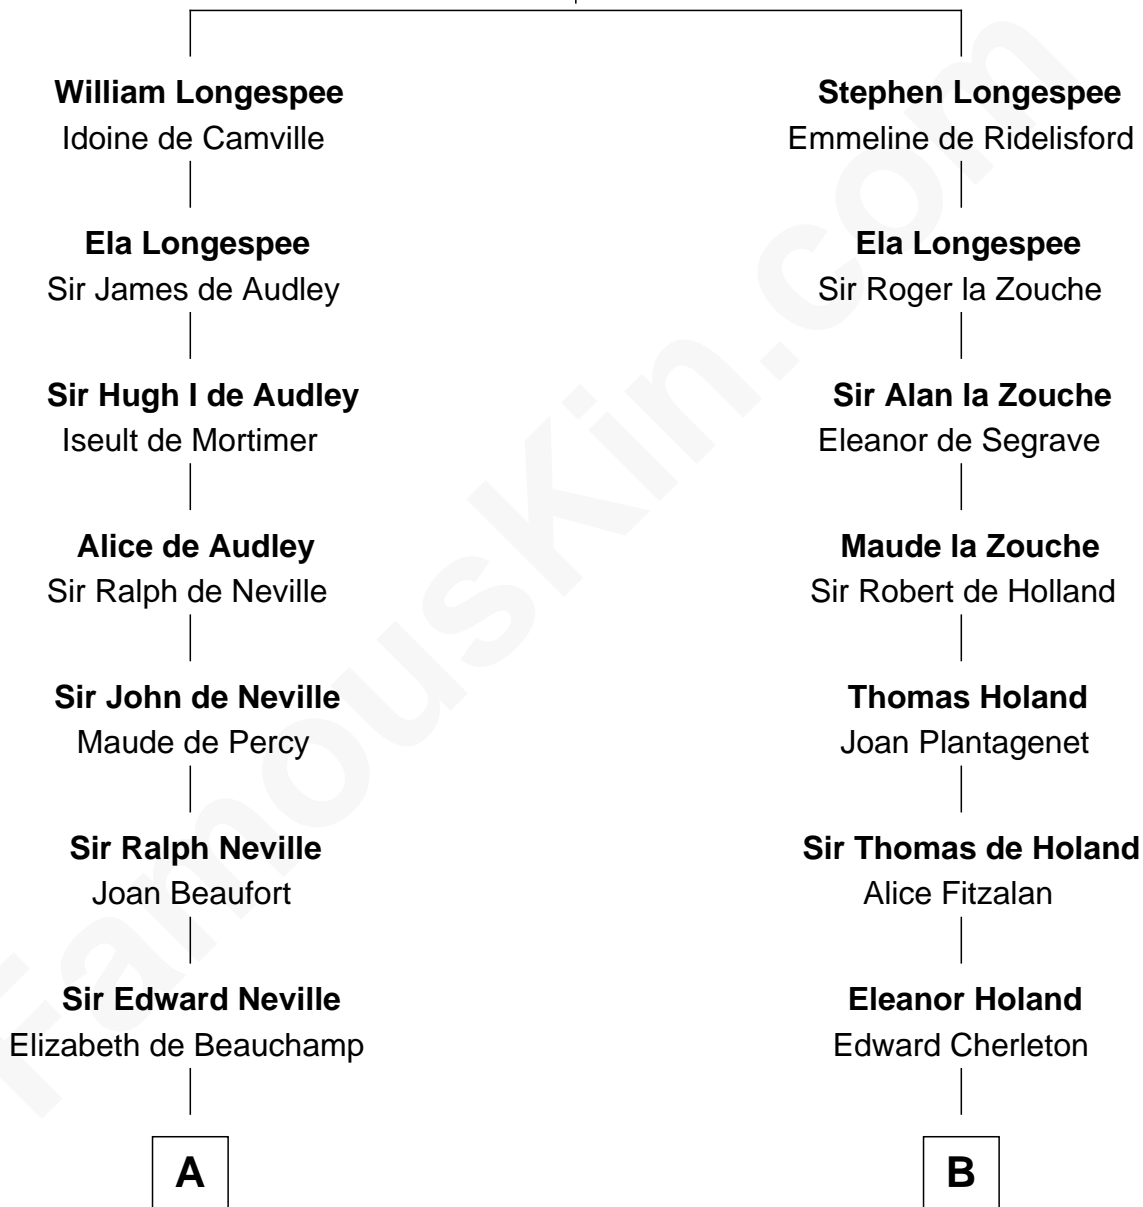 William Longespee
Idoine de Camville
Ela Longespee
Sir James de Audley
Sir Hugh I de Audley
Iseult de Mortimer
Alice de Audley
Sir Ralph de Neville
Sir John de Neville
Maude de Percy
Sir Ralph Neville
Joan Beaufort
Sir Edward Neville
Elizabeth de Beauchamp
A
Stephen Longespee
Emmeline de Ridelisford
Ela Longespee
Sir Roger la Zouche
Sir Alan la Zouche
Eleanor de Segrave
Maude la Zouche
Sir Robert de Holland
Thomas Holand
Joan Plantagenet
Sir Thomas de Holand
Alice Fitzalan
Eleanor Holand
Edward Cherleton
B
FamousKin.com